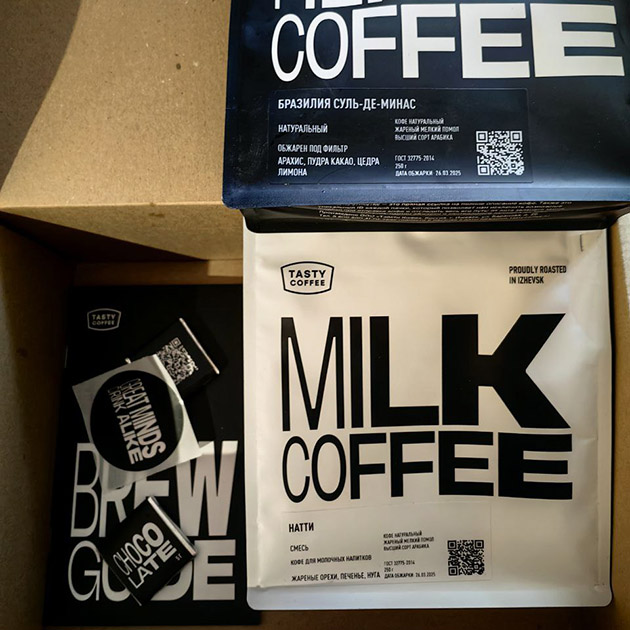 COFFEE
БРАЗИЛИЯ СУЛЬ-ДЕ-МИНАС
НАТУРАЛЬНЫЙ
ОБЖАРЕН ПОД ФИЛЬТР
АРАХИС, ПУДРА КАКАО, ЦЕДРА
ЛИМОНА
КОФЕ НАТУРАЛЬНЫЙ
ЖАРЕНЫЙ МЕЛКИЙ ПОМОЛ
ВЫСШИЙ СОРТ АРАБИКА
ГОСТ 32775-2014
250 г
ДАТА ОБЖАРКИ 26.03.2025
TASTY
COFFEE
PROUDLY ROASTED
IN IZHEVSK
MILK
COFFEE
НАТТИ
СМЕСЬ
КОФЕ ДЛЯ МОЛОЧНЫХ НАПИТКОВ
ЖАРЕНЫЕ ОРЕХИ, ПЕЧЕНЬЕ, НУГА
КОФЕ НАТУРАЛЬНЫЙ
ЖАРЕНЫЙ МЕЛКИЙ ПОМОЛ
ВЫСШИЙ СОРТ АРАБИКА
ГОСТ 32775-2014
250 г
ДАТА ОБЖАРКИ 26.03.2025
TASTY
COFFEE
GREAT MINDS
DRINK ALIKE
BREW
GUIDE
CHOCO
LATE